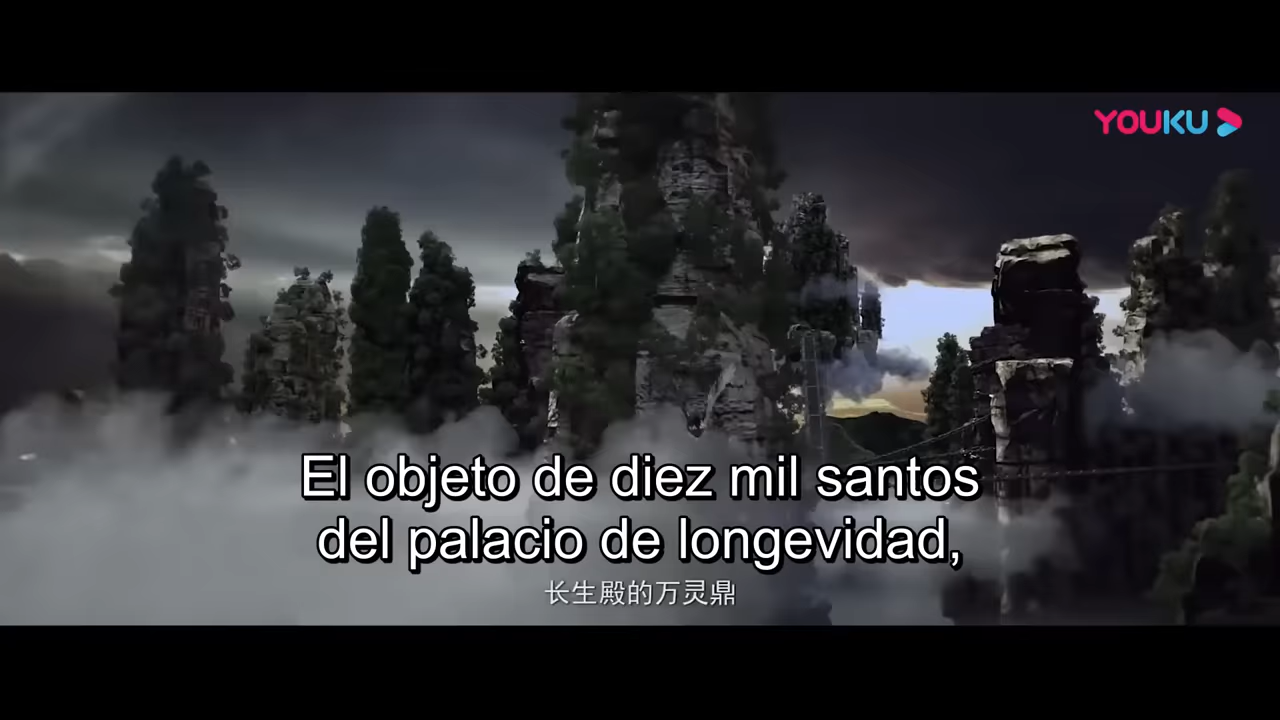 YOUKU
El objeto de diez mil santos
del palacio de longevidad,
长生殿的万灵鼎